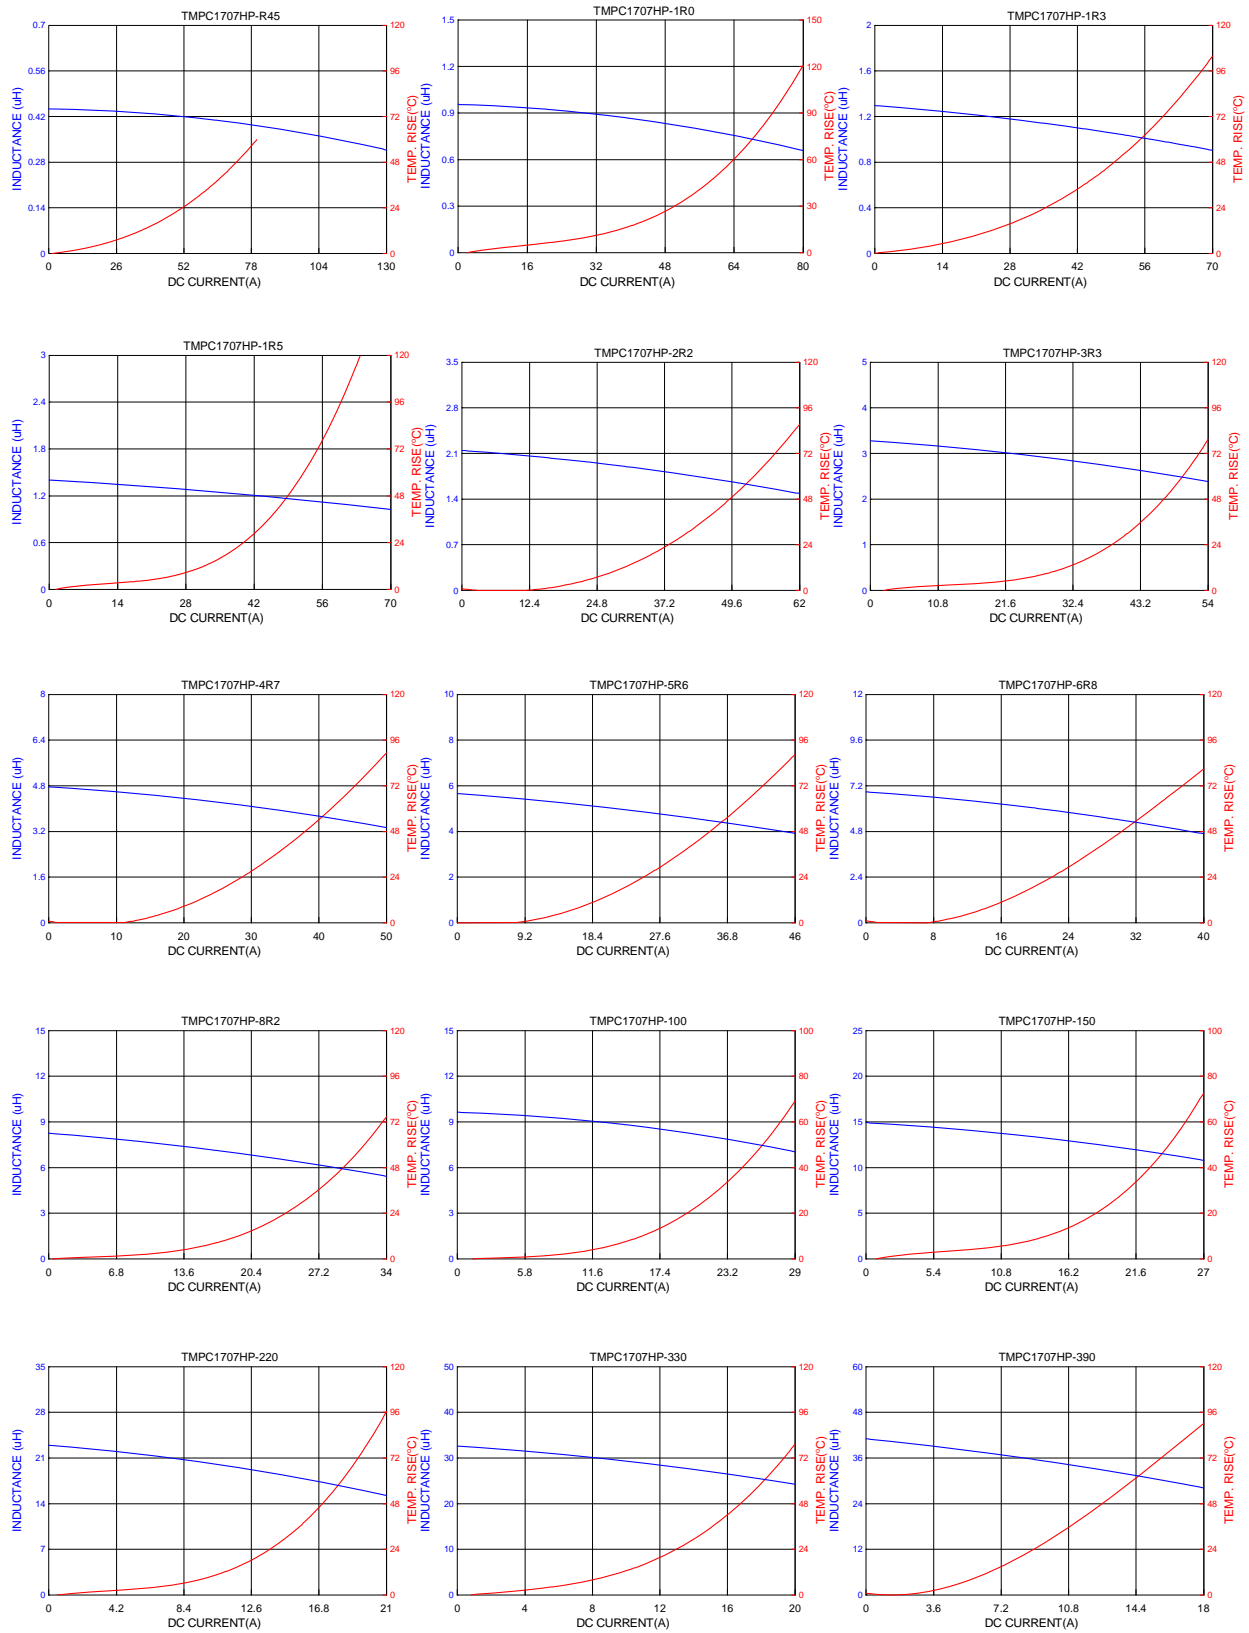 TMPC1707HP-R45
INDUCTANCE (uH)
0.7
0.56
0.42
0.28
0.14
0
0 26 52 78 104 130
DC CURRENT(A)
120
96
72
48
24
0
TEMP. RISE(°C)
TMPC1707HP-1R0
INDUCTANCE (uH)
1.5
1.2
0.9
0.6
0.3
0
0 16 32 48 64 80
DC CURRENT(A)
150
120
90
60
30
0
TEMP. RISE(°C)
TMPC1707HP-1R3
INDUCTANCE (uH)
2
1.6
1.2
0.8
0.4
0
0 14 28 42 56 70
DC CURRENT(A)
120
96
72
48
24
0
TEMP. RISE(°C)
TMPC1707HP-1R5
INDUCTANCE (uH)
3
2.4
1.8
1.2
0.6
0
0 14 28 42 56 70
DC CURRENT(A)
120
96
72
48
24
0
TEMP. RISE(°C)
TMPC1707HP-2R2
INDUCTANCE (uH)
3.5
2.8
2.1
1.4
0.7
0
0 12.4 24.8 37.2 49.6 62
DC CURRENT(A)
120
96
72
48
24
0
TEMP. RISE(°C)
TMPC1707HP-3R3
INDUCTANCE (uH)
5
4
3
2
1
0
0 10.8 21.6 32.4 43.2 54
DC CURRENT(A)
120
96
72
48
24
0
TEMP. RISE(°C)
TMPC1707HP-4R7
INDUCTANCE (uH)
8
6.4
4.8
3.2
1.6
0
0 10 20 30 40 50
DC CURRENT(A)
120
96
72
48
24
0
TEMP. RISE(°C)
TMPC1707HP-5R6
INDUCTANCE (uH)
10
8
6
4
2
0
0 9.2 18.4 27.6 36.8 46
DC CURRENT(A)
120
96
72
48
24
0
TEMP. RISE(°C)
TMPC1707HP-6R8
INDUCTANCE (uH)
12
9.6
7.2
4.8
2.4
0
0 8 16 24 32 40
DC CURRENT(A)
120
96
72
48
24
0
TEMP. RISE(°C)
TMPC1707HP-8R2
INDUCTANCE (uH)
15
12
9
6
3
0
0 6.8 13.6 20.4 27.2 34
DC CURRENT(A)
120
96
72
48
24
0
TEMP. RISE(°C)
TMPC1707HP-100
INDUCTANCE (uH)
15
12
9
6
3
0
0 5.8 11.6 17.4 23.2 29
DC CURRENT(A)
100
80
60
40
20
0
TEMP. RISE(°C)
TMPC1707HP-150
INDUCTANCE (uH)
25
20
15
10
5
0
0 5.4 10.8 16.2 21.6 27
DC CURRENT(A)
100
80
60
40
20
0
TEMP. RISE(°C)
TMPC1707HP-220
INDUCTANCE (uH)
35
28
21
14
7
0
0 4.2 8.4 12.6 16.8 21
DC CURRENT(A)
120
96
72
48
24
0
TEMP. RISE(°C)
TMPC1707HP-330
INDUCTANCE (uH)
50
40
30
20
10
0
0 4 8 12 16 20
DC CURRENT(A)
120
96
72
48
24
0
TEMP. RISE(°C)
TMPC1707HP-390
INDUCTANCE (uH)
60
48
36
24
12
0
0 3.6 7.2 10.8 14.4 18
DC CURRENT(A)
120
96
72
48
24
0
TEMP. RISE(°C)